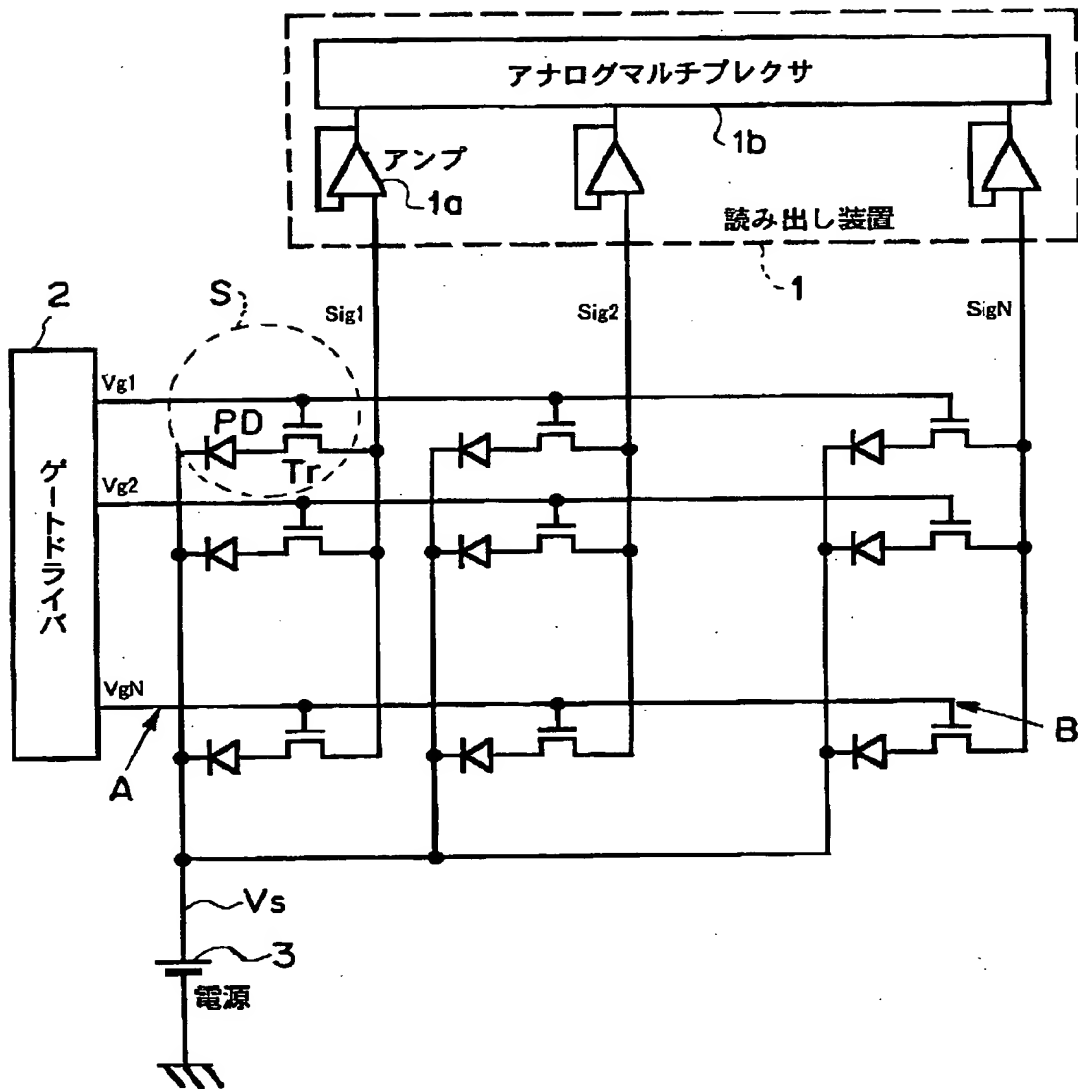 アナログマルチプレクサ
アンプ
1a
1b
読み出し装置
1
2
S
Sig1
Sig2
SigN
Vg1
PD
Tr
Vg2
ゲートドライバ
VgN
A
B
Vs
3
電源